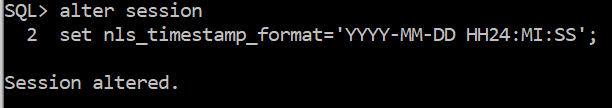 SQL> alter session
  2  set nls_timestamp_format='YYYY-MM-DD HH24:MI:SS';
Session altered.